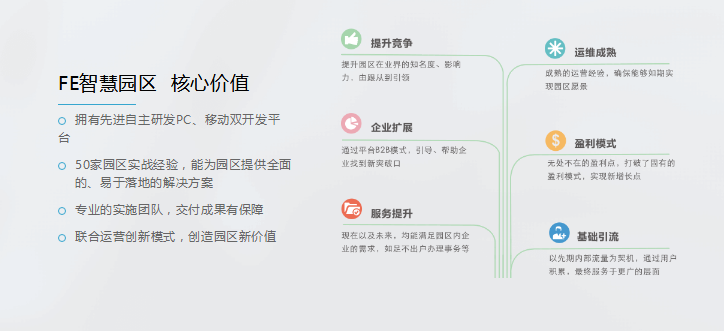 FE智慧园区 核心价值
拥有先进自主研发PC、移动双开发平
台
50家园区实战经验，能为园区提供全面
的、易于落地的解决方案
专业的实施团队，交付成果有保障
联合运营创新模式，创造园区新价值
提升竞争
提升园区在业界的知名度、影响
力，由跟从到引领
企业扩展
通过平台B2B模式，引导、帮助企
业找到新突破口
服务提升
现在以及未来，均能满足园区内企
业的需求，如足不出户办理事务等
运维成熟
成熟的运营经验，确保能够如期实
现园区愿景
盈利模式
无处不在的盈利点，打破了固有的
盈利模式，实现新增长点
基础引流
以先期内部流量为契机，通过用户
积累，最终服务于更广的层面